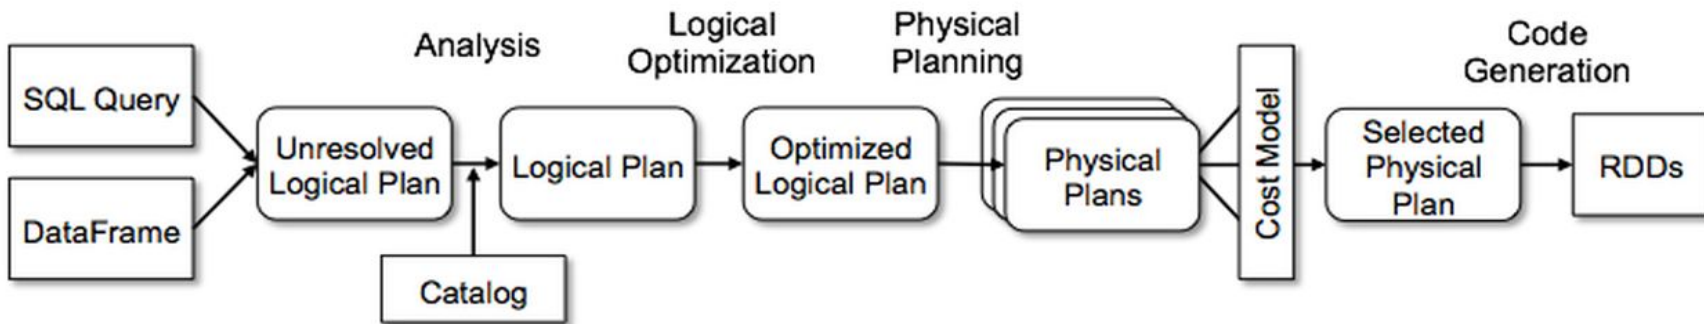 Analysis
Logical
Optimization
Physical
Planning
Code
Generation
SQL Query
DataFrame
Unresolved
Logical Plan
Catalog
Logical Plan
Optimized
Logical Plan
Physical
Plans
Cost Model
Selected
Physical
Plan
RDDs